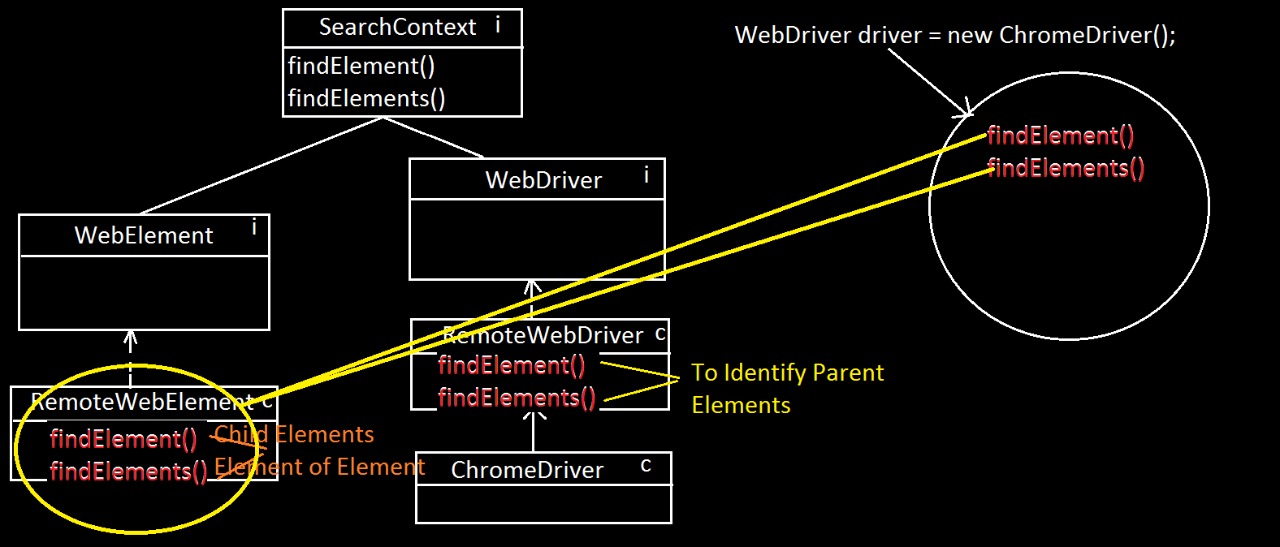 SearchContext i
findElement()
findElements()
WebDriver driver = new ChromeDriver();
findElement()
findElements()
WebDriver i
WebElement i
RemoteWebDriver c
findElement()
findElements()
To Identify Parent
Elements
RemoteWebElement c
findElement() Child Elements
findElements() Element of Element
ChromeDriver c